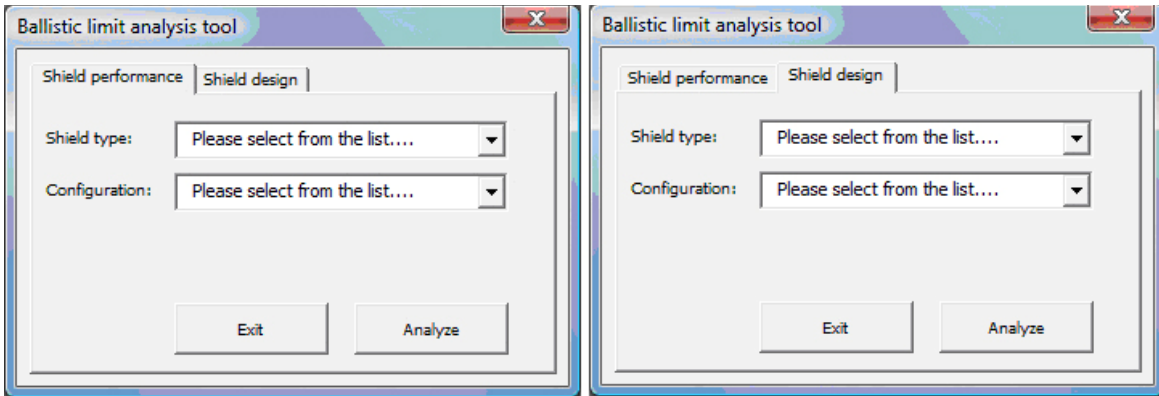 Ballistic limit analysis tool
Shield performance
Shield design
Shield type:
Please select from the list....
Configuration:
Please select from the list....
Exit
Analyze
Ballistic limit analysis tool
Shield performance
Shield design
Shield type:
Please select from the list....
Configuration:
Please select from the list....
Exit
Analyze